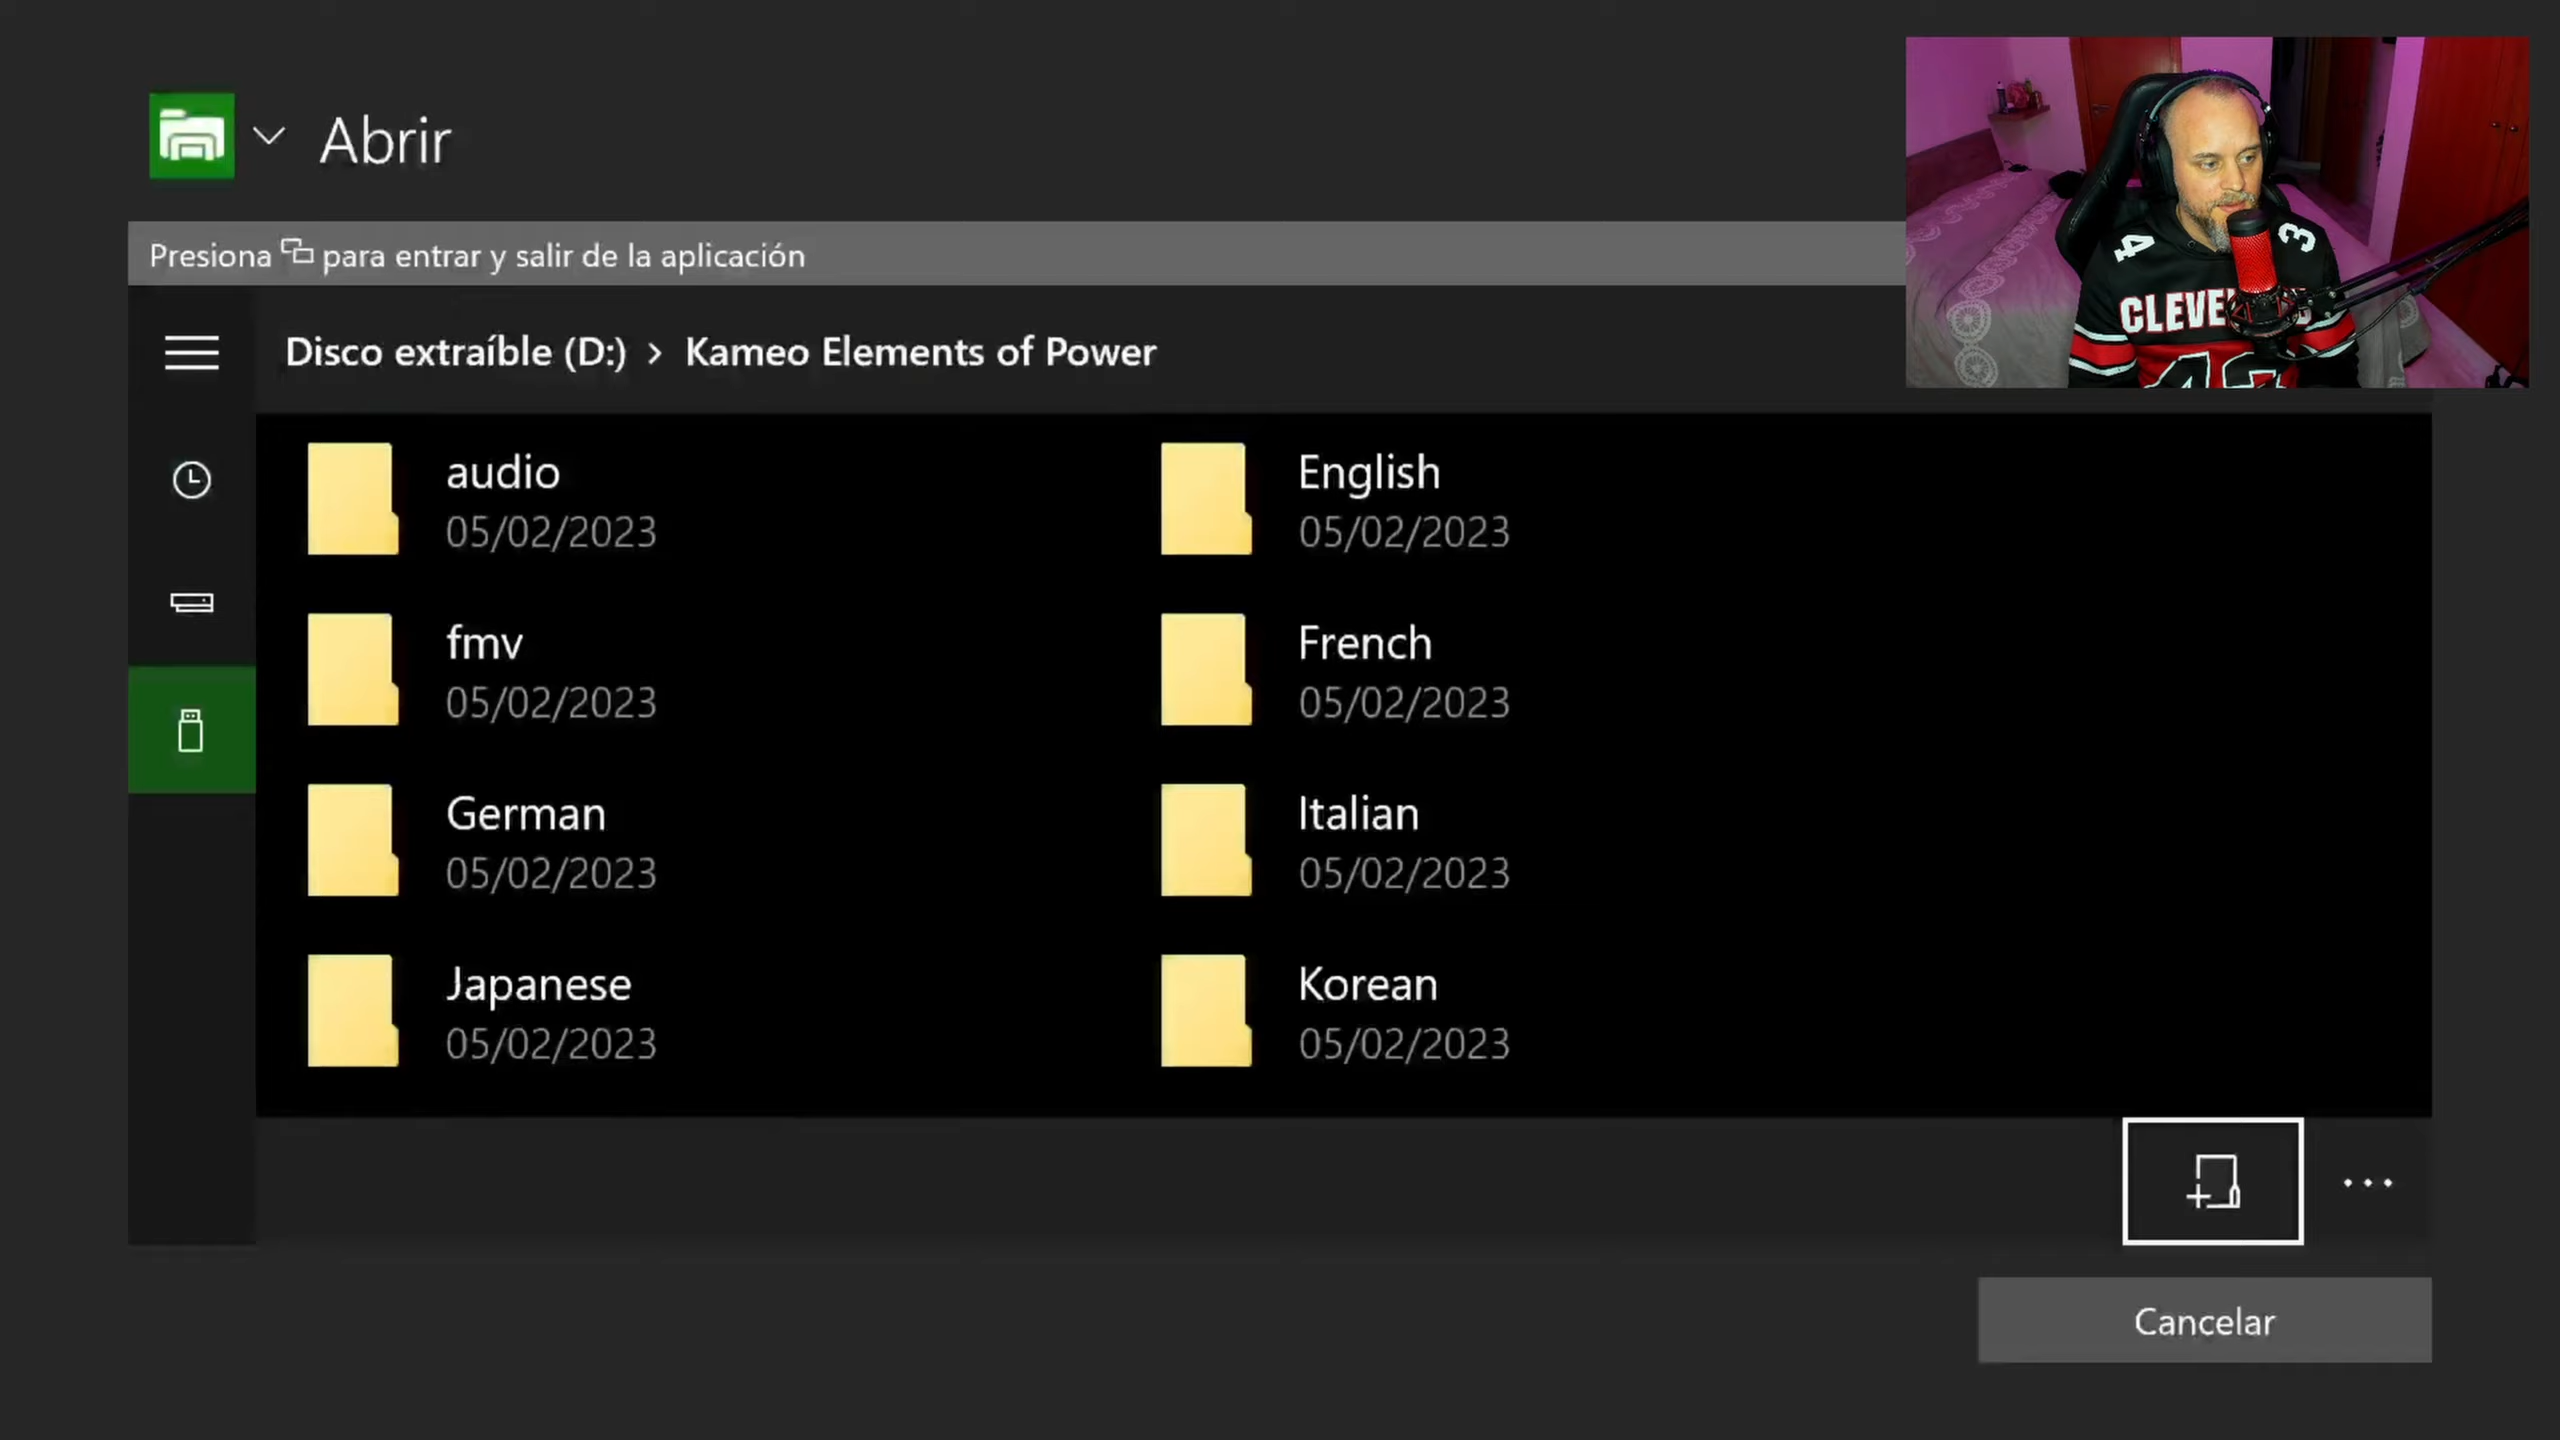 Abrir
Presiona para entrar y salir de la aplicación
Disco extraíble (D:) > Kameo Elements of Power
audio
05/02/2023
English
05/02/2023
fmv
05/02/2023
French
05/02/2023
German
05/02/2023
Italian
05/02/2023
Japanese
05/02/2023
Korean
05/02/2023
Cancelar
4
3
CLEVE